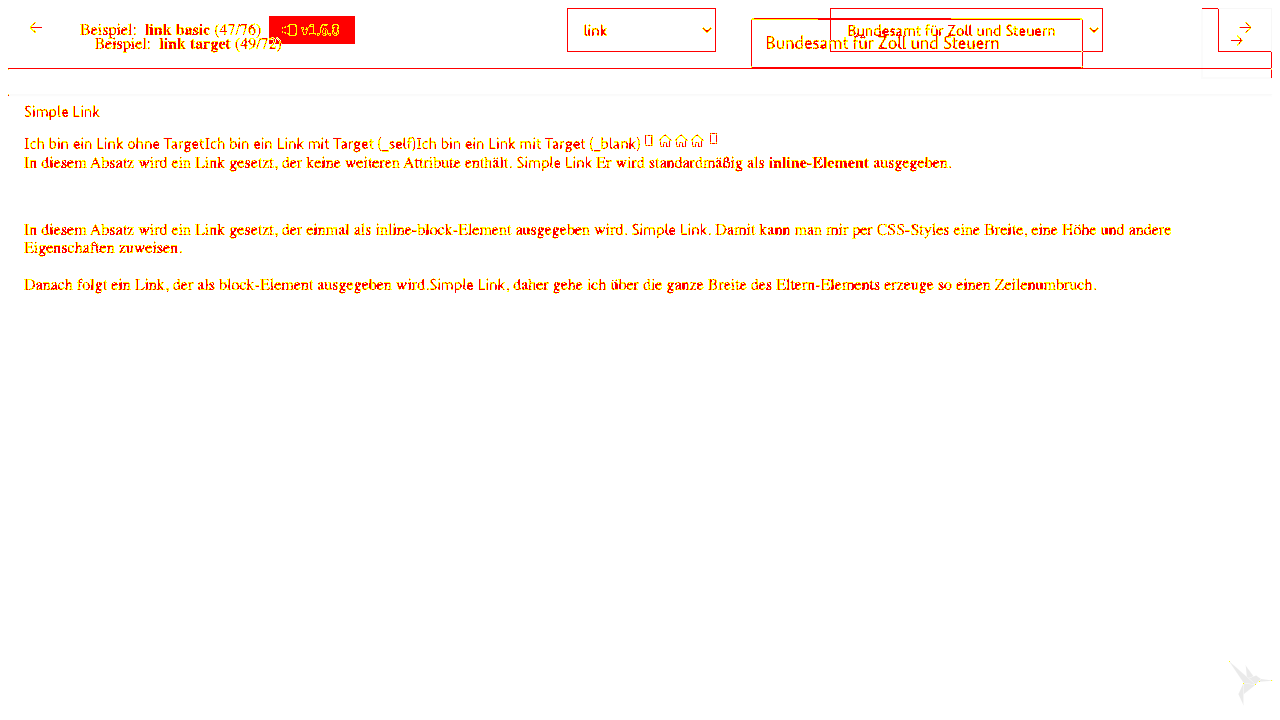 Beispiel: link basic (47/76) v1.6.8 link Bundesamt für Zoll und Steuern
Beispiel: link target (49/72) Bundesamt für Zoll und Steuern
Simple Link
Ich bin ein Link ohne TargetIch bin ein Link mit Target (_self)Ich bin ein Link mit Target (_blank)
In diesem Absatz wird ein Link gesetzt, der keine weiteren Attribute enthält. Simple Link Er wird standardmäßig als inline-Element ausgegeben.
In diesem Absatz wird ein Link gesetzt, der einmal als inline-block-Element ausgegeben wird. Simple Link. Damit kann man mir per CSS-Styles eine Breite, eine Höhe und andere
Eigenschaften zuweisen.
Danach folgt ein Link, der als block-Element ausgegeben wird.Simple Link, daher gehe ich über die ganze Breite des Eltern-Elements erzeuge so einen Zeilenumbruch.